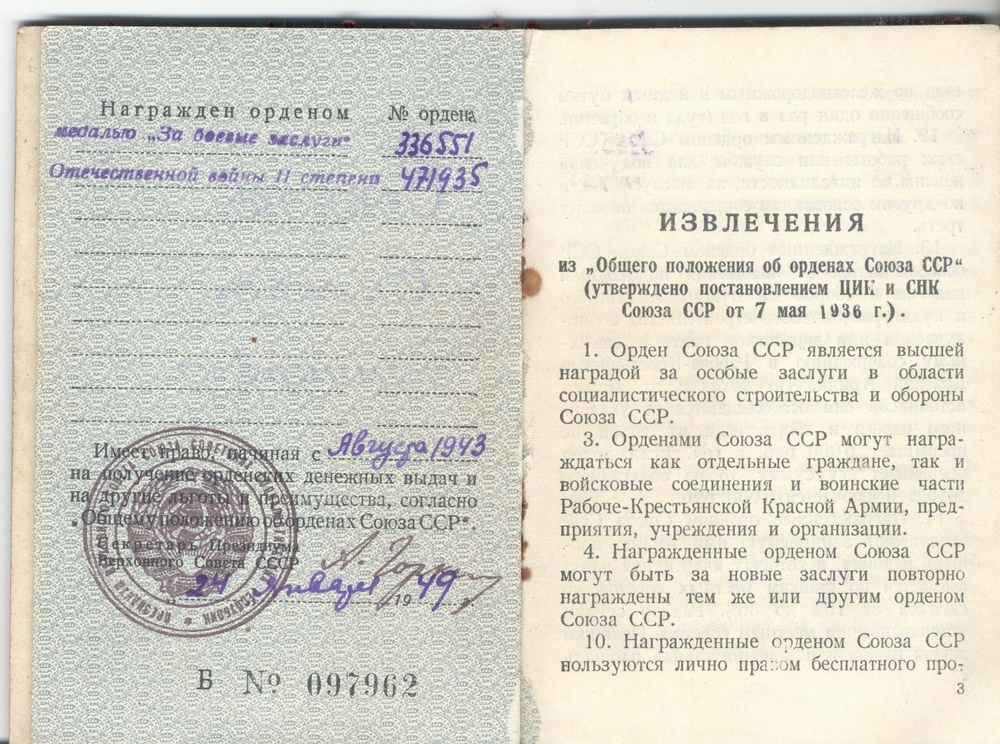 Награжден орденом № ордена
медалью „За боевые заслуги" 336551
Отечественной войны II степени 471935
Имеет право, начиная с Августа 1943
на получение орденских денежных выдач и
на другие льготы и преимущества, согласно
„Общему положению об орденах Союза ССР".
Секретарь Президиума
Верховного Совета СССР
24 Января 1949
Б № 097962
ИЗВЛЕЧЕНИЯ
из „Общего положения об орденах Союза ССР"
(утверждено постановлением ЦИК и СНК
Союза ССР от 7 мая 1936 г.).
1. Орден Союза ССР является высшей
наградой за особые заслуги в области
социалистического строительства и обороны
Союза ССР.
3. Орденами Союза ССР могут награ-
ждаться как отдельные граждане, так и
войсковые соединения и воинские части
Рабоче-Крестьянской Красной Армии, пред-
приятия, учреждения и организации.
4. Награжденные орденом Союза ССР
могут быть за новые заслуги повторно
награждены тем же или другим орденом
Союза ССР.
10. Награжденные орденом Союза ССР
пользуются лично правом бесплатного про-
3